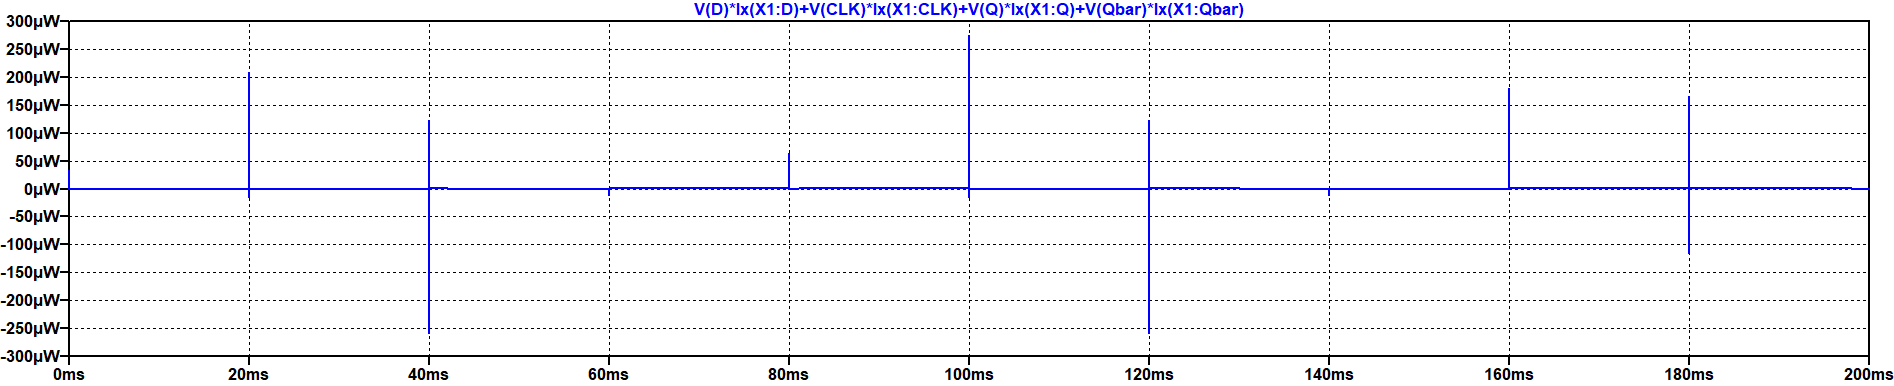 V(D)*Ix(X1:D)+V(CLK)*Ix(X1:CLK)+V(Q)*Ix(X1:Q)+V(Qbar)*Ix(X1:Qbar)
300µW
250µW
200µW
150µW
100µW
50µW
0µW
-50µW
-100µW
-150µW
-200µW
-250µW
-300µW
0ms 20ms 40ms 60ms 80ms 100ms 120ms 140ms 160ms 180ms 200ms